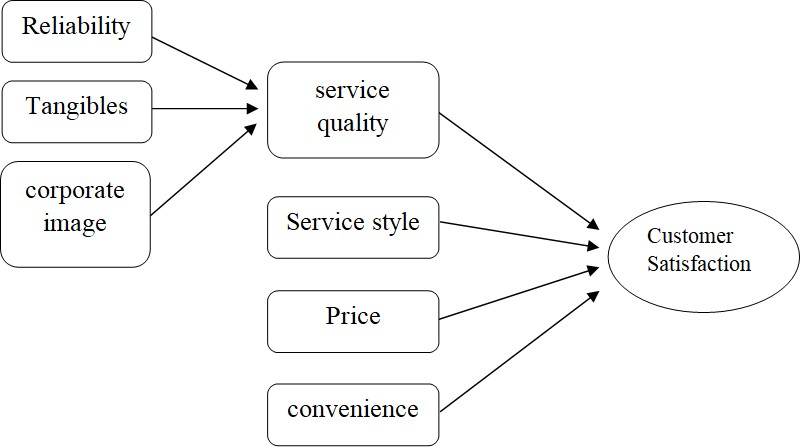 Reliability
Tangibles
corporate
image
service
quality
Service style
Price
convenience
Customer
Satisfaction